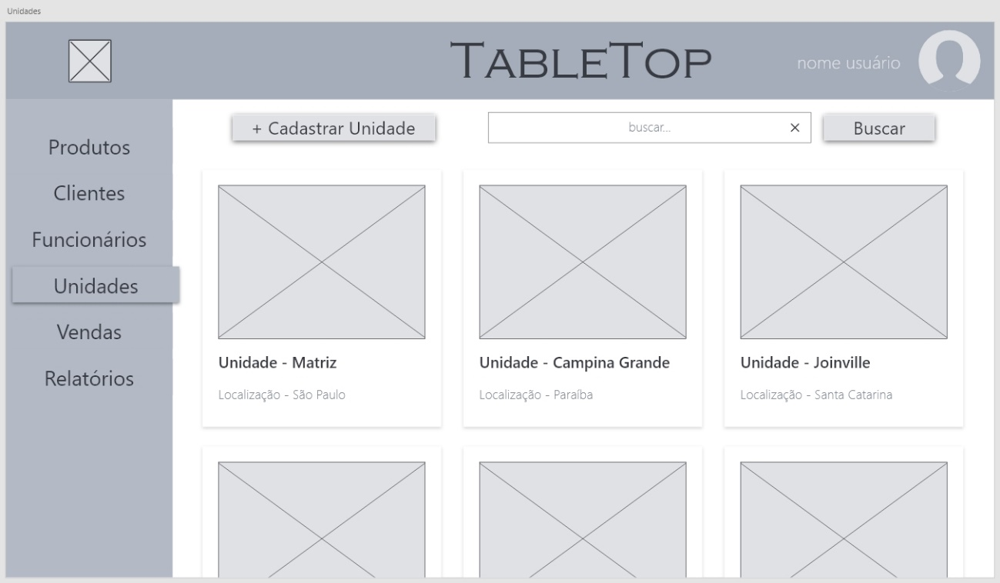 Unidades
TableTop
nome usuário
Produtos
Clientes
Funcionários
Unidades
Vendas
Relatórios
+ Cadastrar Unidade
buscar...
×
Buscar
Unidade - Matriz
Localização - São Paulo
Unidade - Campina Grande
Localização - Paraíba
Unidade - Joinville
Localização - Santa Catarina